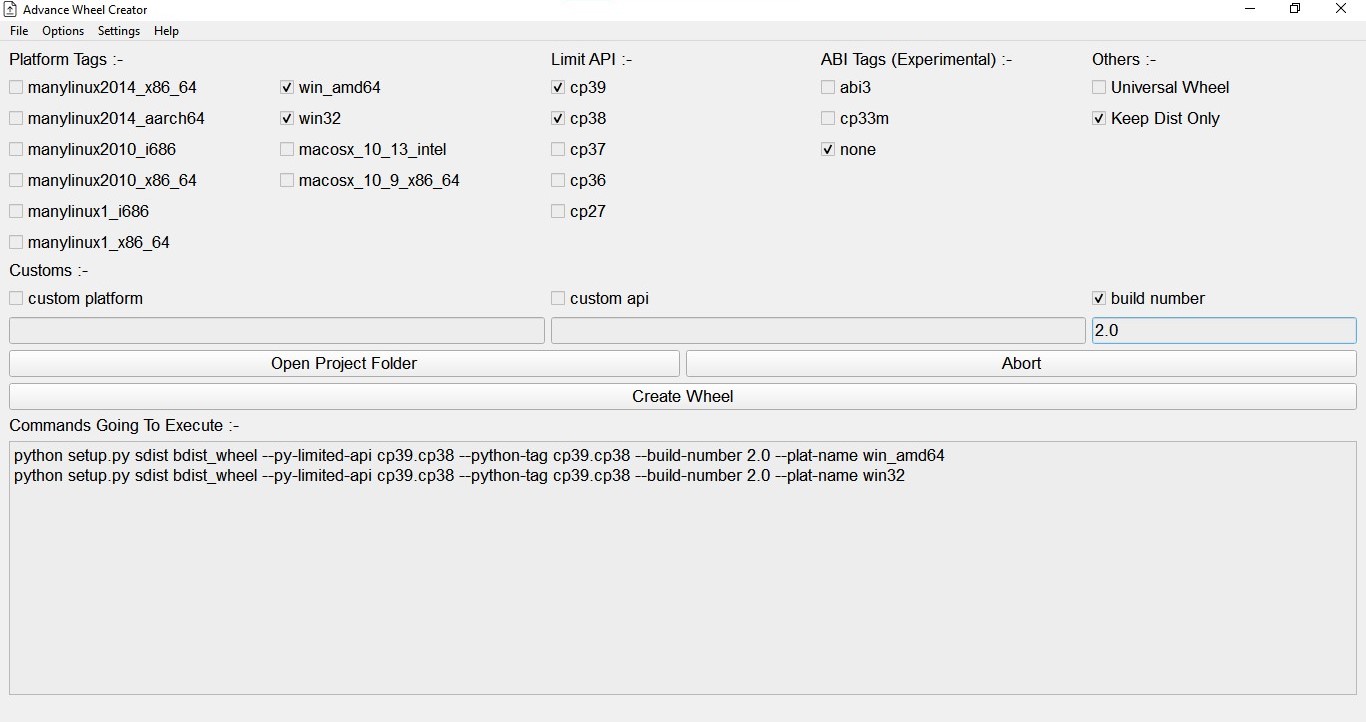 Advance Wheel Creator
File Options Settings Help
Platform Tags :- Limit API :- ABI Tags (Experimental) :- Others :-
manylinux2014_x86_64 win_amd64 cp39 abi3 Universal Wheel
manylinux2014_aarch64 win32 cp38 cp33m Keep Dist Only
manylinux2010_i686 macosx_10_13_intel cp37 none
manylinux2010_x86_64 macosx_10_9_x86_64 cp36
manylinux1_i686 cp27
manylinux1_x86_64
Customs :-
custom platform custom api build number
2.0
Open Project Folder Abort
Create Wheel
Commands Going To Execute :-
python setup.py sdist bdist_wheel --py-limited-api cp39.cp38 --python-tag cp39.cp38 --build-number 2.0 --plat-name win_amd64
python setup.py sdist bdist_wheel --py-limited-api cp39.cp38 --python-tag cp39.cp38 --build-number 2.0 --plat-name win32